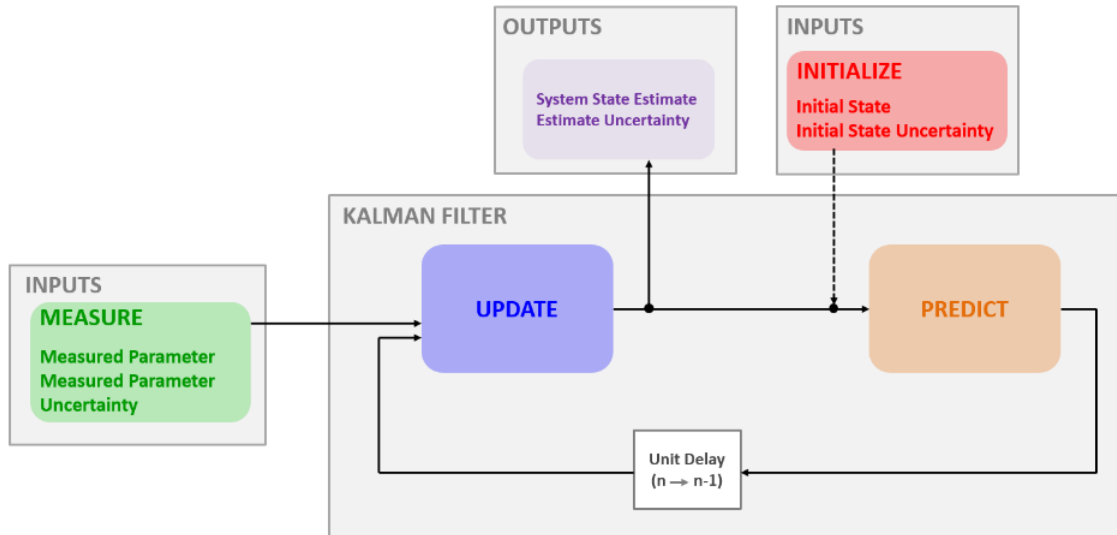 OUTPUTS
System State Estimate
Estimate Uncertainty
INPUTS
INITIALIZE
Initial State
Initial State Uncertainty
KALMAN FILTER
INPUTS
MEASURE
Measured Parameter
Measured Parameter
Uncertainty
UPDATE
PREDICT
Unit Delay
(n → n-1)